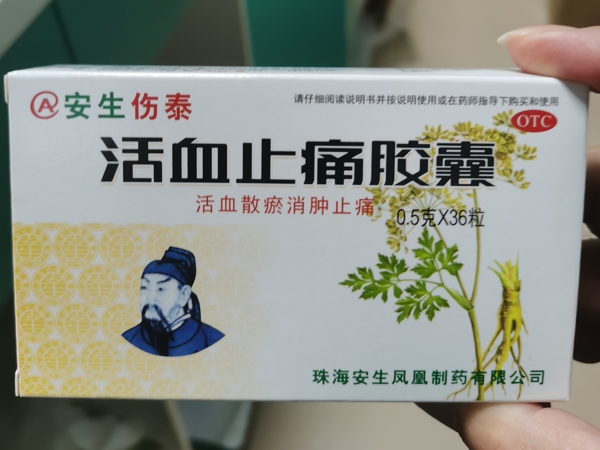 安生伤泰
请仔细阅读说明书并按说明使用或在药师指导下购买和使用
OTC
活血止痛胶囊
活血散瘀消肿止痛
0.5克X36粒
珠海安生凤凰制药有限公司